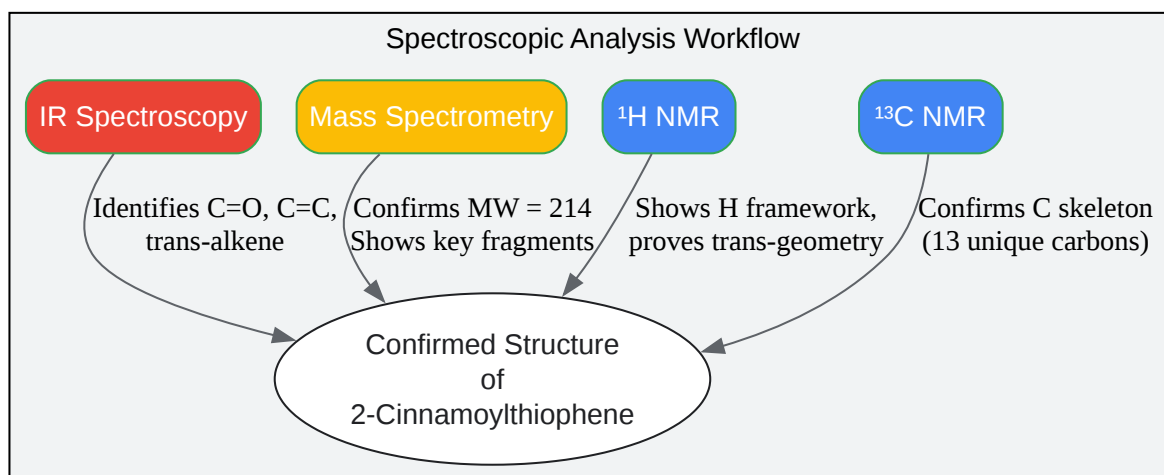 Spectroscopic Analysis Workflow
IR Spectroscopy
Mass Spectrometry
¹H NMR
¹³C NMR
Identifies C=O, C=C,
trans-alkene
Confirms MW = 214
Shows key fragments
Shows H framework,
proves trans-geometry
Confirms C skeleton
(13 unique carbons)
Confirmed Structure
of
2-Cinnamoylthiophene